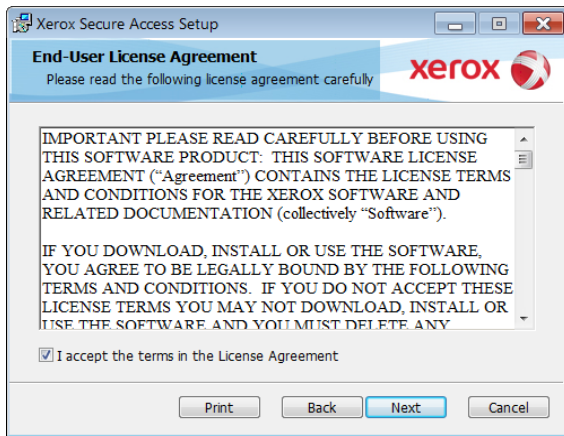 Xerox Secure Access Setup
End-User License Agreement
Please read the following license agreement carefully
xerox
IMPORTANT PLEASE READ CAREFULLY BEFORE USING
THIS SOFTWARE PRODUCT: THIS SOFTWARE LICENSE
AGREEMENT (“Agreement”) CONTAINS THE LICENSE TERMS
AND CONDITIONS FOR THE XEROX SOFTWARE AND
RELATED DOCUMENTATION (collectively “Software”).
IF YOU DOWNLOAD, INSTALL OR USE THE SOFTWARE,
YOU AGREE TO BE LEGALLY BOUND BY THE FOLLOWING
TERMS AND CONDITIONS. IF YOU DO NOT ACCEPT THESE
LICENSE TERMS YOU MAY NOT DOWNLOAD, INSTALL OR
USE THE SOFTWARE AND YOU MUST DELETE ANY
I accept the terms in the License Agreement
Print Back Next Cancel